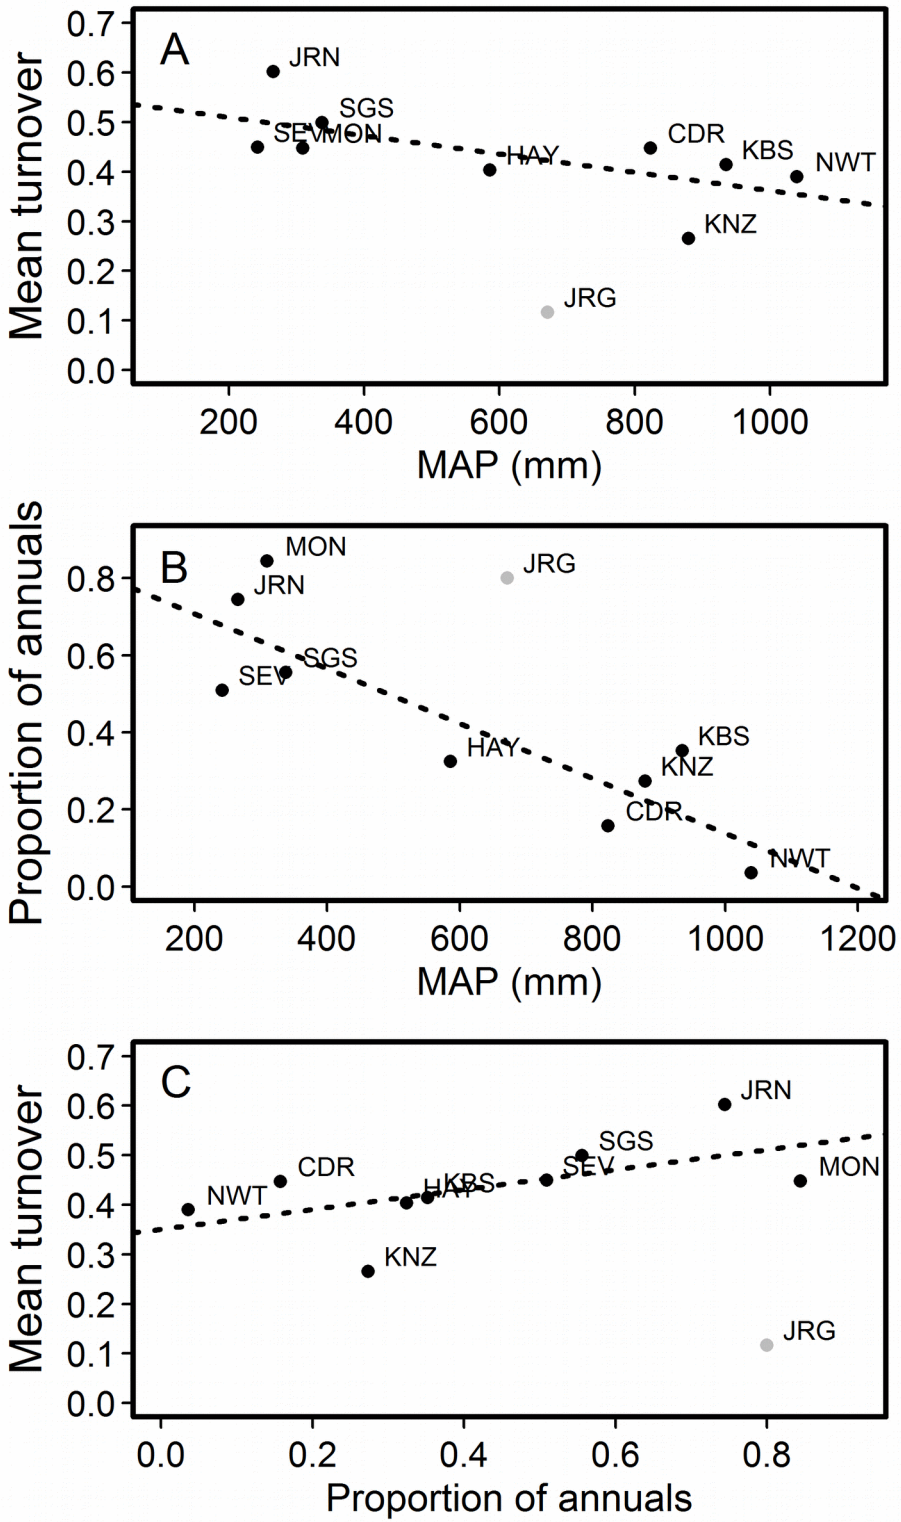 A
Mean turnover
0.7
0.6
0.5
0.4
0.3
0.2
0.1
0.0
JRN
SGS
SEV
MON
HAY
CDR
KBS
NWT
KNZ
JRG
200 400 600 800 1000
MAP (mm)
B
Proportion of annuals
0.8
0.6
0.4
0.2
0.0
MON
JRG
JRN
SGS
SEV
HAY
KBS
KNZ
CDR
NWT
200 400 600 800 1000 1200
MAP (mm)
C
Mean turnover
0.7
0.6
0.5
0.4
0.3
0.2
0.1
0.0
JRN
SGS
SEV
MON
CDR
NWT
HAY
KBS
KNZ
JRG
0.0 0.2 0.4 0.6 0.8
Proportion of annuals